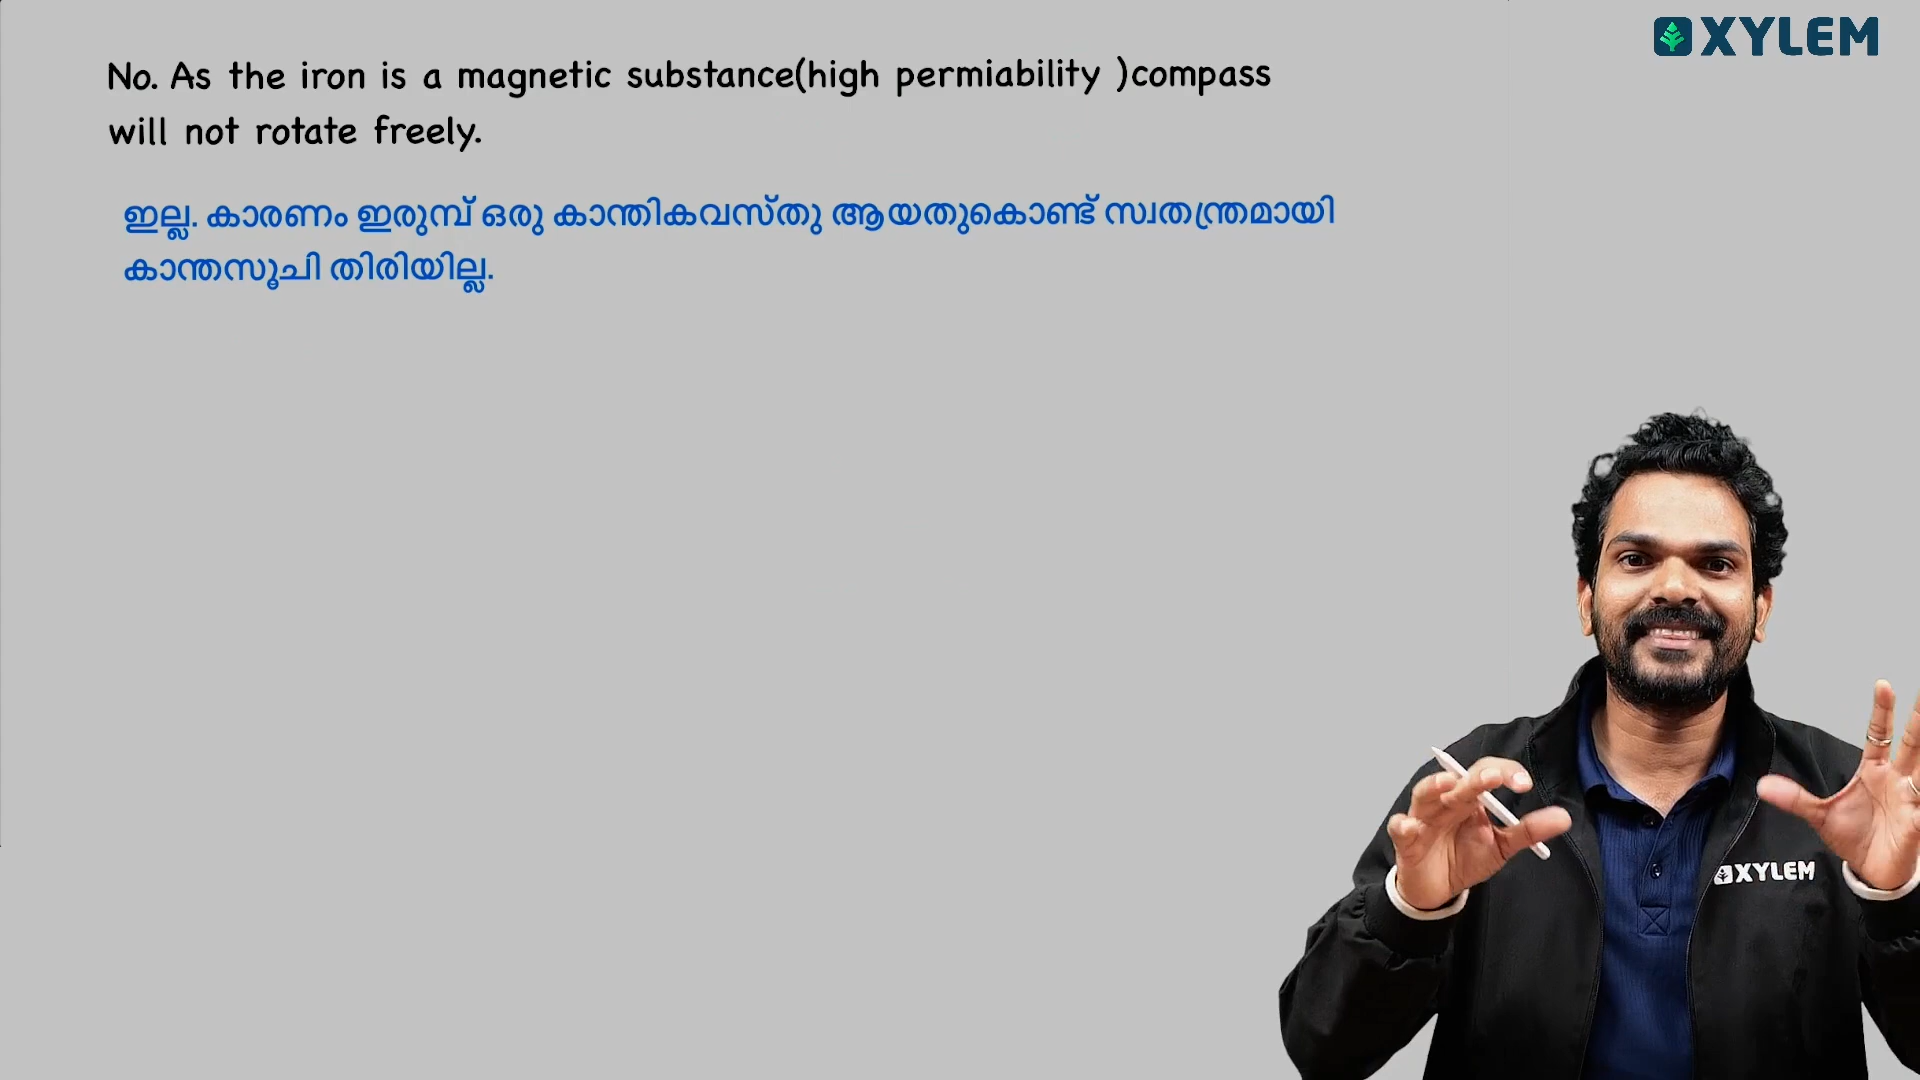 XYLEM
No. As the iron is a magnetic substance(high permiability )compass
will not rotate freely.
ഇല്ല. കാരണം ഇരുമ്പ് ഒരു കാന്തികവസ്തു ആയതുകൊണ്ട് സ്വതന്ത്രമായി
കാന്തസൂചി തിരിയില്ല.
XYLEM